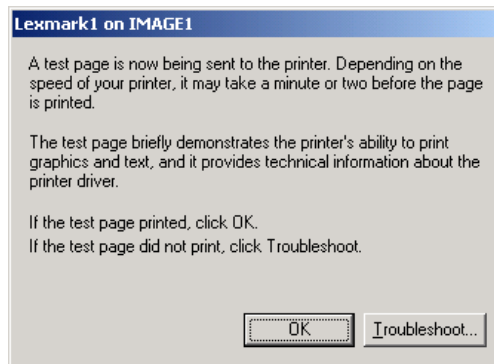 Lexmark1 on IMAGE1
A test page is now being sent to the printer. Depending on the
speed of your printer, it may take a minute or two before the page
is printed.
The test page briefly demonstrates the printer's ability to print
graphics and text, and it provides technical information about the
printer driver.
If the test page printed, click OK.
If the test page did not print, click Troubleshoot.
OK Troubleshoot...